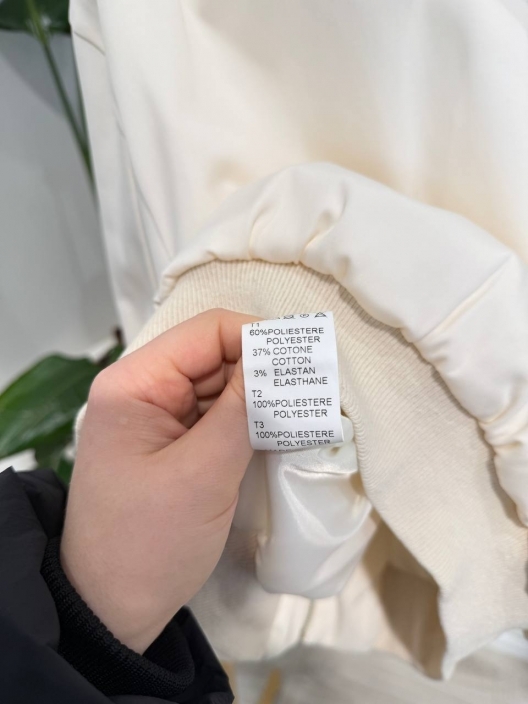 T1
60%POLIESTERE
POLYESTER
37% COTONE
COTTON
3% ELASTAN
ELASTHANE
T2
100%POLIESTERE
POLYESTER
T3
100%POLIESTERE
POLYESTER